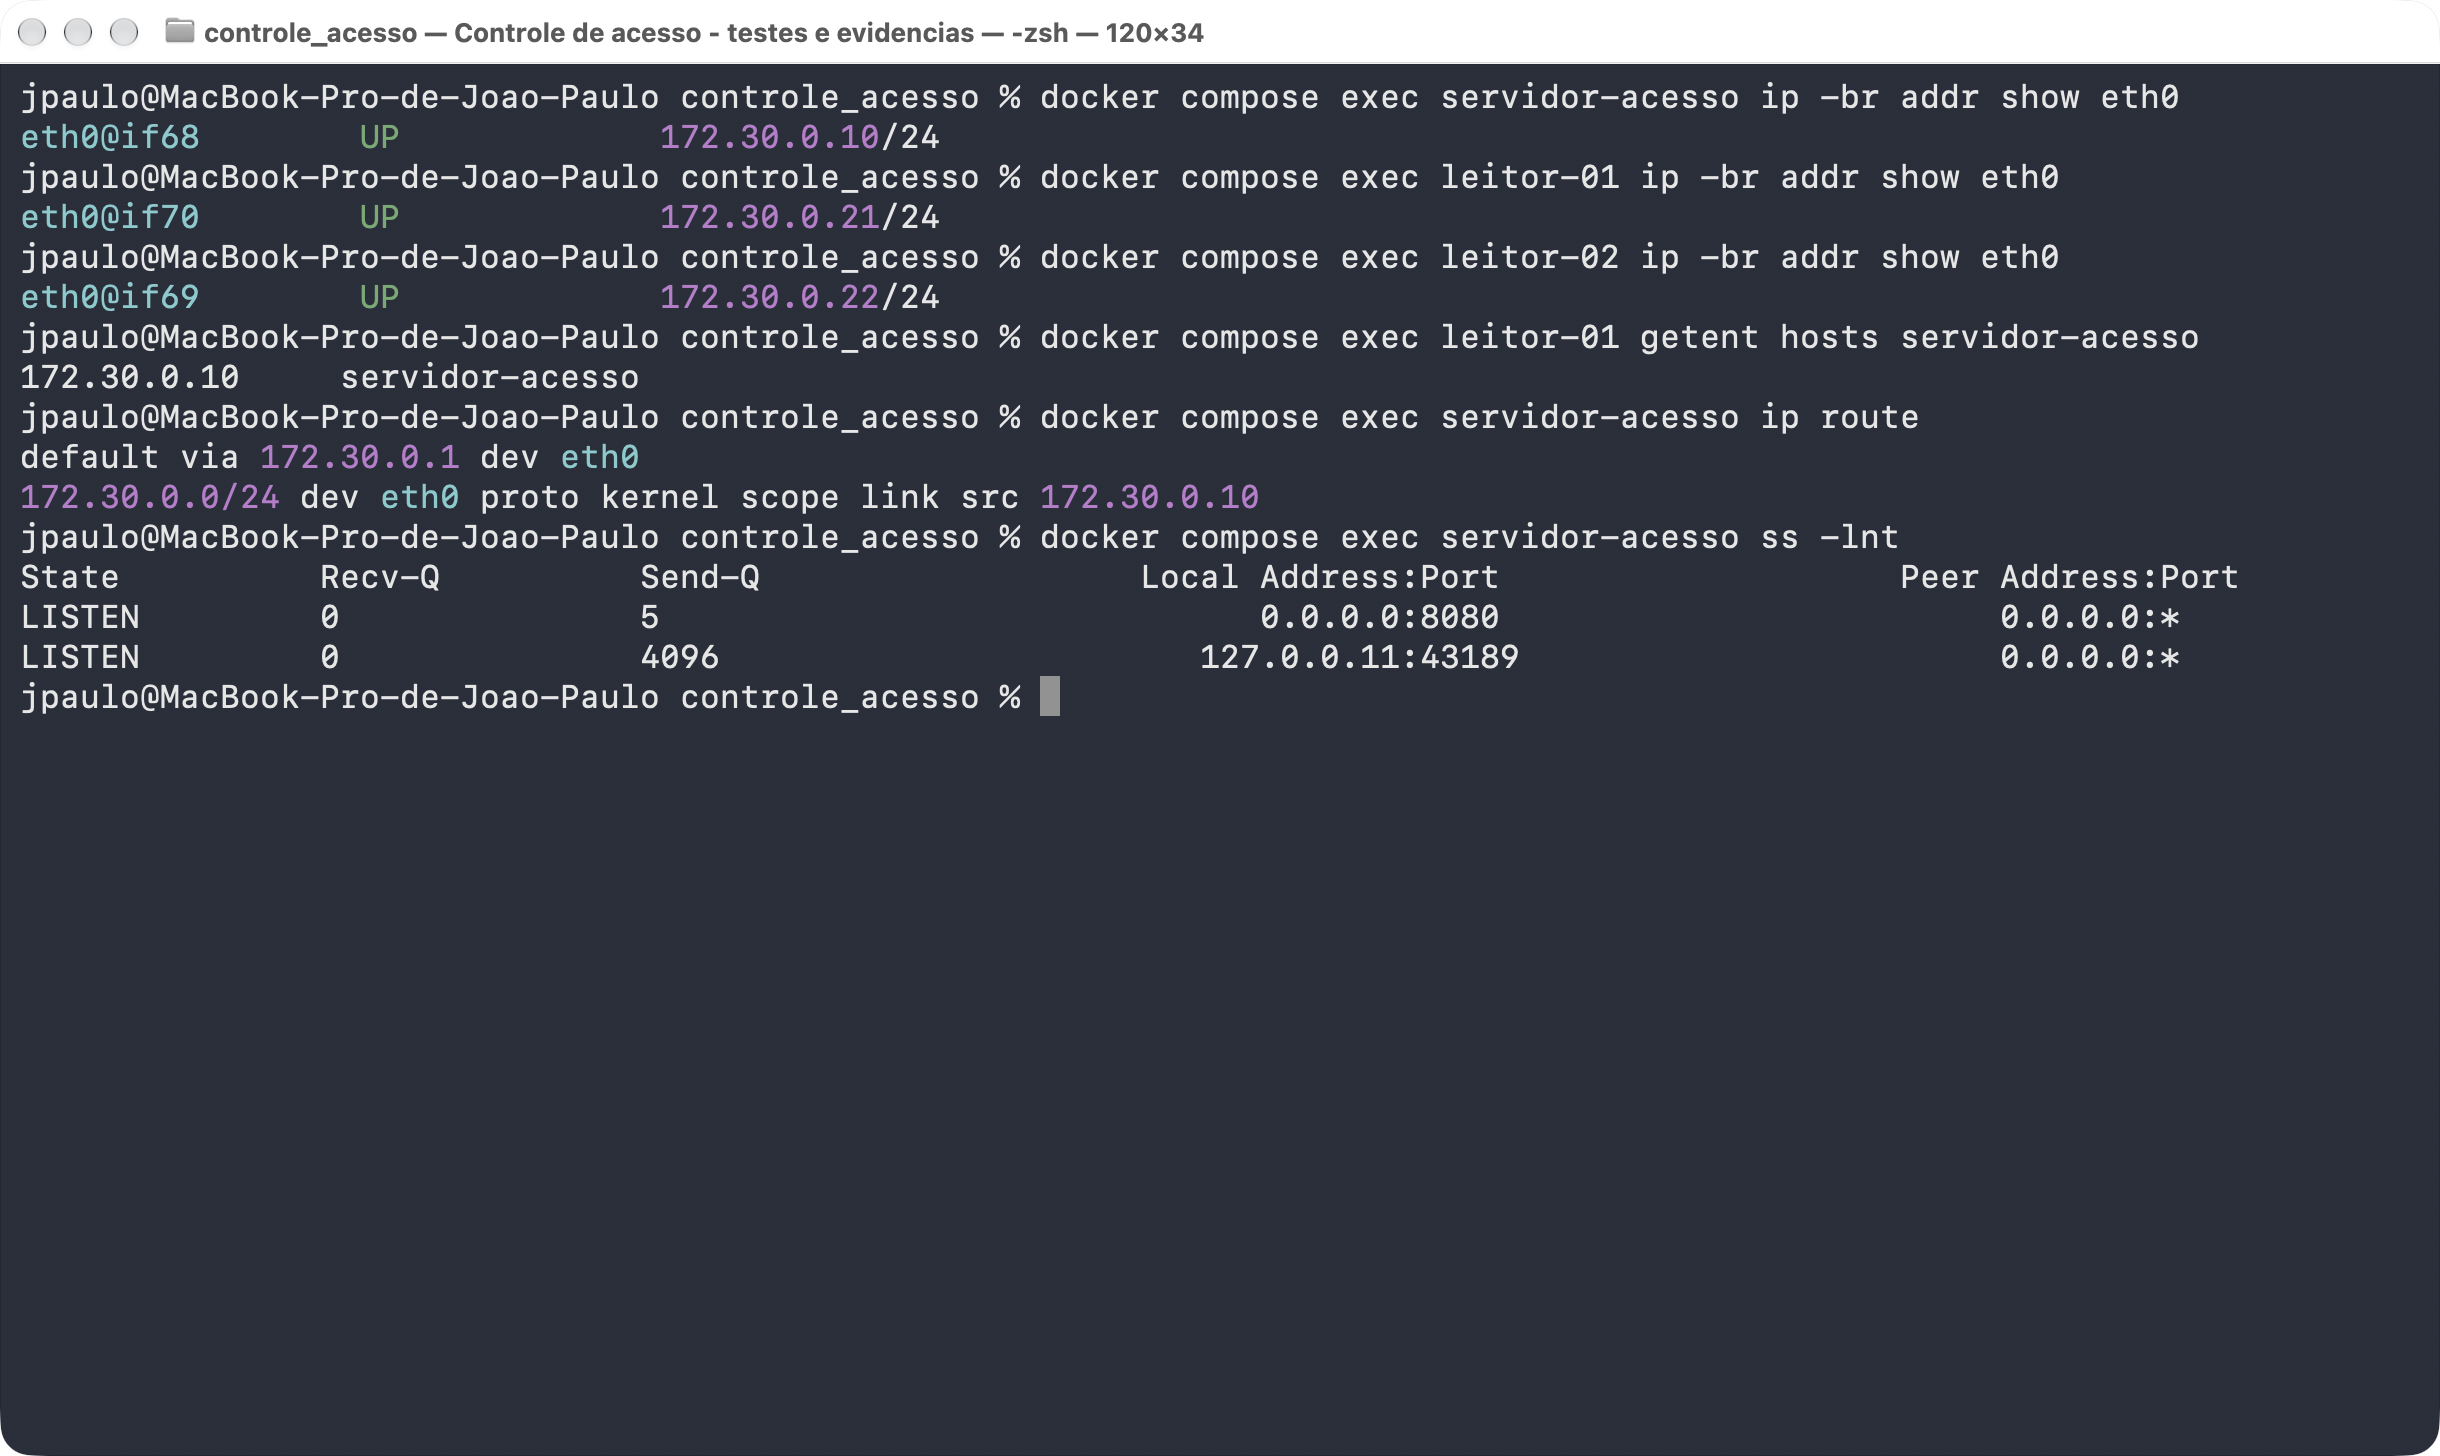 controle_acesso — Controle de acesso - testes e evidencias — -zsh — 120×34
jpaulo@MacBook-Pro-de-Joao-Paulo controle_acesso % docker compose exec servidor-acesso ip -br addr show eth0
eth0@if68        UP             172.30.0.10/24
jpaulo@MacBook-Pro-de-Joao-Paulo controle_acesso % docker compose exec leitor-01 ip -br addr show eth0
eth0@if70        UP             172.30.0.21/24
jpaulo@MacBook-Pro-de-Joao-Paulo controle_acesso % docker compose exec leitor-02 ip -br addr show eth0
eth0@if69        UP             172.30.0.22/24
jpaulo@MacBook-Pro-de-Joao-Paulo controle_acesso % docker compose exec leitor-01 getent hosts servidor-acesso
172.30.0.10     servidor-acesso
jpaulo@MacBook-Pro-de-Joao-Paulo controle_acesso % docker compose exec servidor-acesso ip route
default via 172.30.0.1 dev eth0
172.30.0.0/24 dev eth0 proto kernel scope link src 172.30.0.10
jpaulo@MacBook-Pro-de-Joao-Paulo controle_acesso % docker compose exec servidor-acesso ss -lnt
State          Recv-Q          Send-Q                   Local Address:Port                    Peer Address:Port
LISTEN         0               5                              0.0.0.0:8080                         0.0.0.0:*
LISTEN         0               4096                        127.0.0.11:43189                        0.0.0.0:*
jpaulo@MacBook-Pro-de-Joao-Paulo controle_acesso %